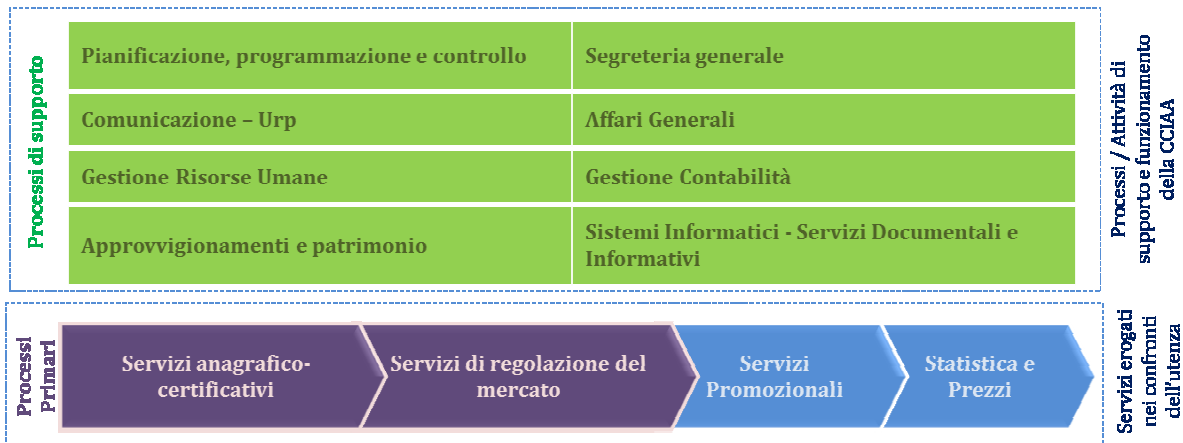 Processi di supporto
Pianificazione, programmazione e controllo
Segreteria generale
Comunicazione – Urp
Affari Generali
Gestione Risorse Umane
Gestione Contabilità
Approvvigionamenti e patrimonio
Sistemi Informatici - Servizi Documentali e
Informativi
Processi / Attività di
supporto e funzionamento
della CCIAA
Processi
Primari
Servizi anagrafico-
certificativi
Servizi di regolazione del
mercato
Servizi
Promozionali
Statistica e
Prezzi
Servizi erogati
nei confronti
dell'utenza